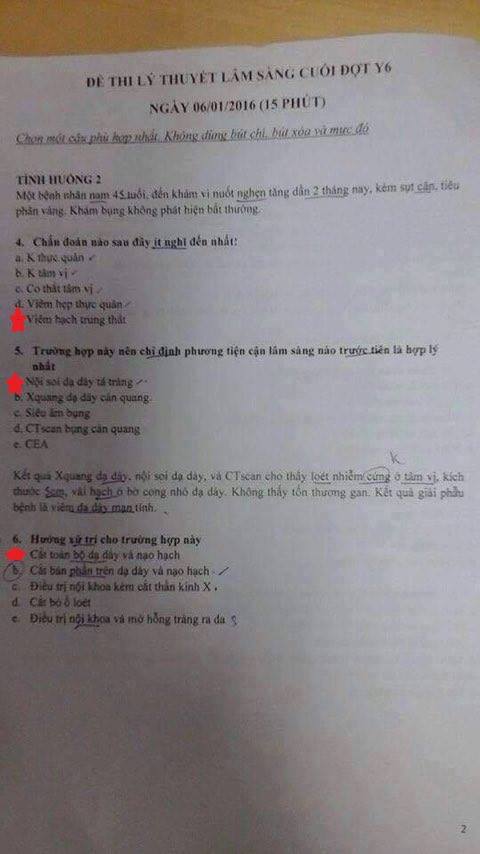 ĐỀ THI LÝ THUYẾT LÂM SÀNG CUỐI ĐỢT Y6
NGÀY 06/01/2016 (15 PHÚT)
Chọn một câu phù hợp nhất. Không dùng bút chì, bút xóa và mực đỏ
TÌNH HUỐNG 2
Một bệnh nhân nam 45 tuổi, đến khám vì nuốt nghẹn tăng dần 2 tháng nay, kèm sụt cân, tiêu
phân vàng. Khám bụng không phát hiện bất thường.
4. Chẩn đoán nào sau đây ít nghĩ đến nhất:
a. K thực quản
b. K tâm vị
c. Co thắt tâm vị
d. Viêm hẹp thực quản
Viêm hạch trung thất
5. Trường hợp này nên chỉ định phương tiện cận lâm sàng nào trước tiên là hợp lý
nhất
Nội soi dạ dày tá tràng
b. Xquang dạ dày cản quang.
c. Siêu âm bụng
d. CTscan bụng cản quang
e. CEA
K
Kết quả Xquang dạ dày, nội soi dạ dày, và CTscan cho thấy loét nhiễm cứng ở tâm vị, kích
thước 5cm, vài hạch ở bờ cong nhỏ dạ dày. Không thấy tổn thương gan. Kết quả giải phẫu
bệnh là viêm dạ dày mạn tính.
6. Hướng xử trí cho trường hợp này
Cắt toàn bộ dạ dày và nạo hạch
b. Cắt bán phần trên dạ dày và nạo hạch
c. Điều trị nội khoa kèm cắt thần kinh X
d. Cắt bỏ ổ loét
e. Điều trị nội khoa và mở hỗng tràng ra da
2